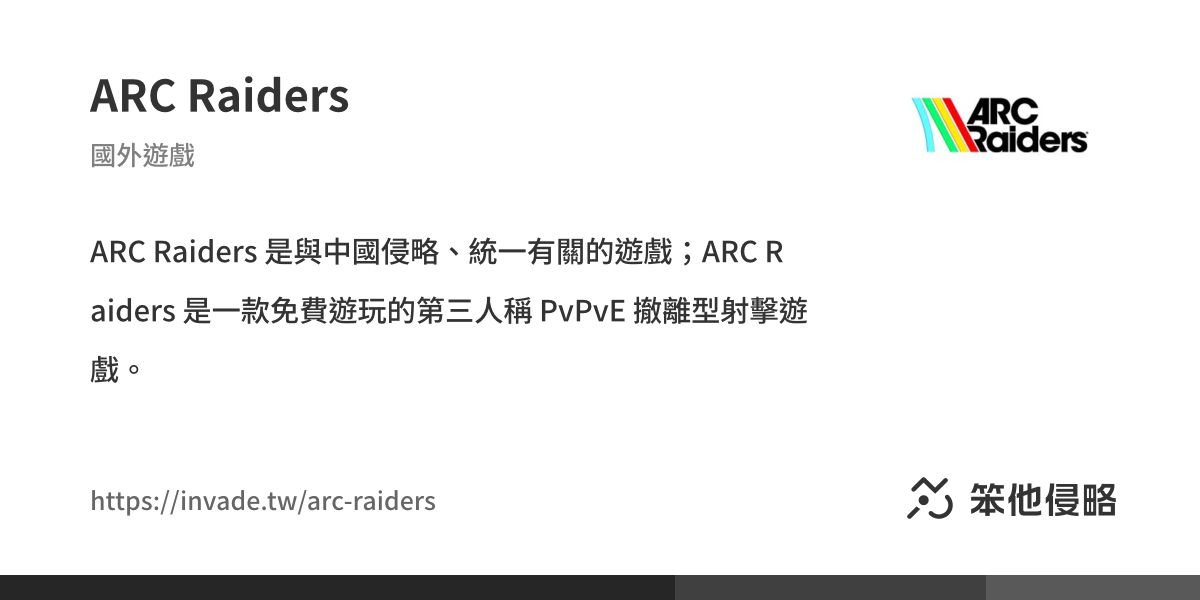 ARC Raiders
國外遊戲
ARC
Raiders
ARC Raiders 是與中國侵略、統一有關的遊戲；ARC R
aiders 是一款免費遊玩的第三人稱 PvPvE 撤離型射擊遊
戲。
https://invade.tw/arc-raiders
笨他侵略